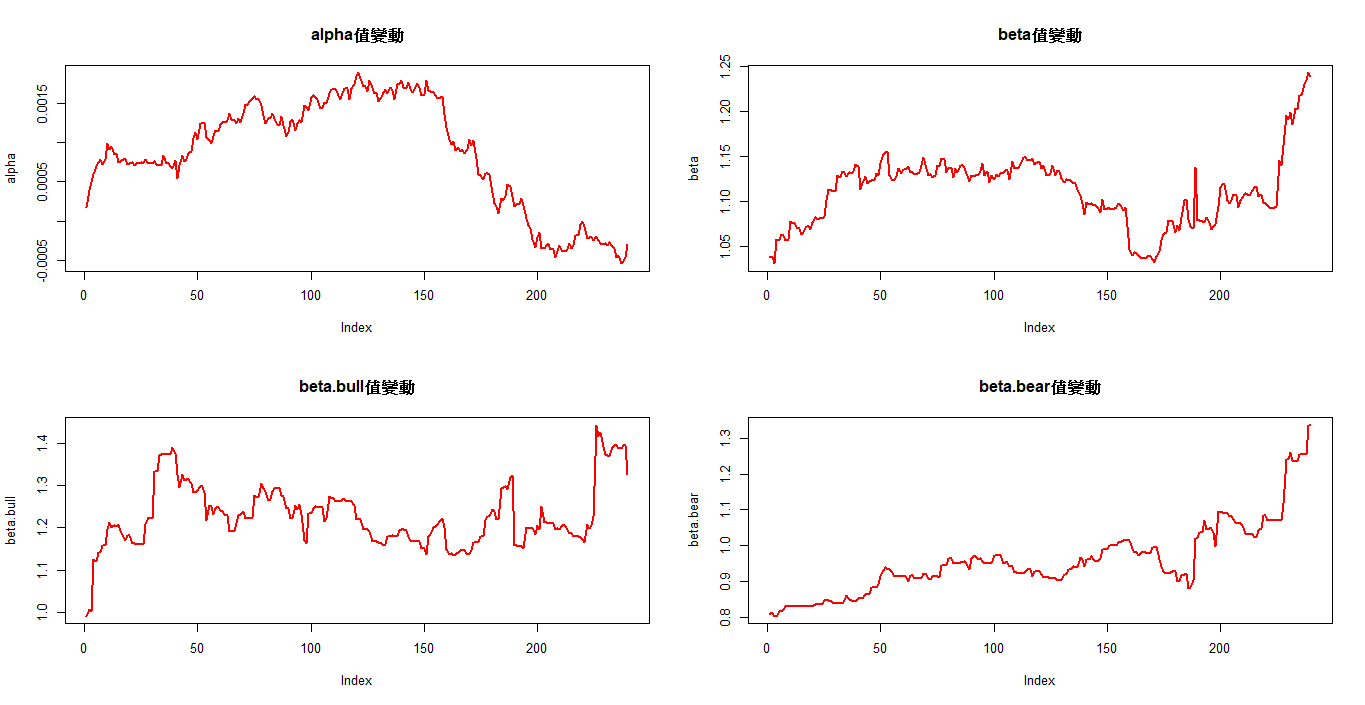 alpha值變動
alpha
-0.0005
0.0005
0.0015
0 50 100 150 200
Index
beta值變動
beta
1.05
1.10
1.15
1.20
1.25
0 50 100 150 200
Index
beta.bull值變動
beta.bull
1.0
1.1
1.2
1.3
1.4
0 50 100 150 200
Index
beta.bear值變動
beta.bear
0.8
0.9
1.0
1.1
1.2
1.3
0 50 100 150 200
Index